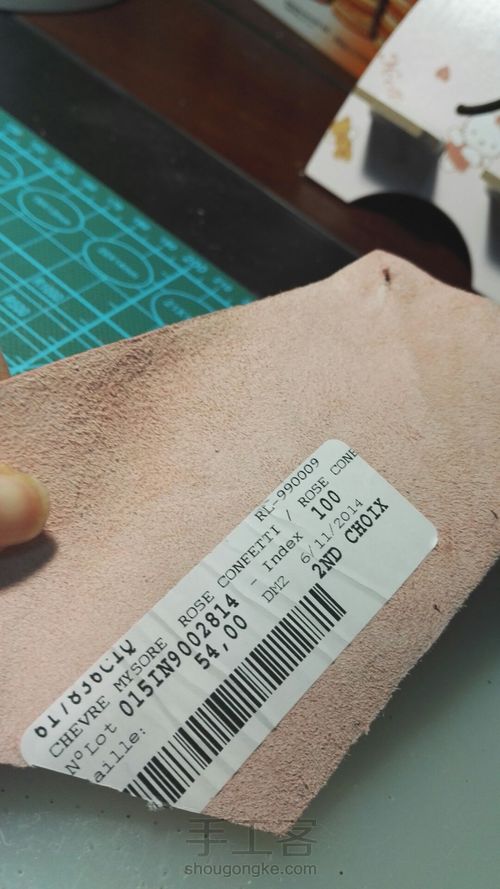 RL-990009
CHEVRE MYSORE ROSE CONFETTI / ROSE CONF
N°Lot 015IN9002814 - Index 100
aille: 54,00 DM2 6/11/2014
2ND CHOIX
手工客
shougongke.com